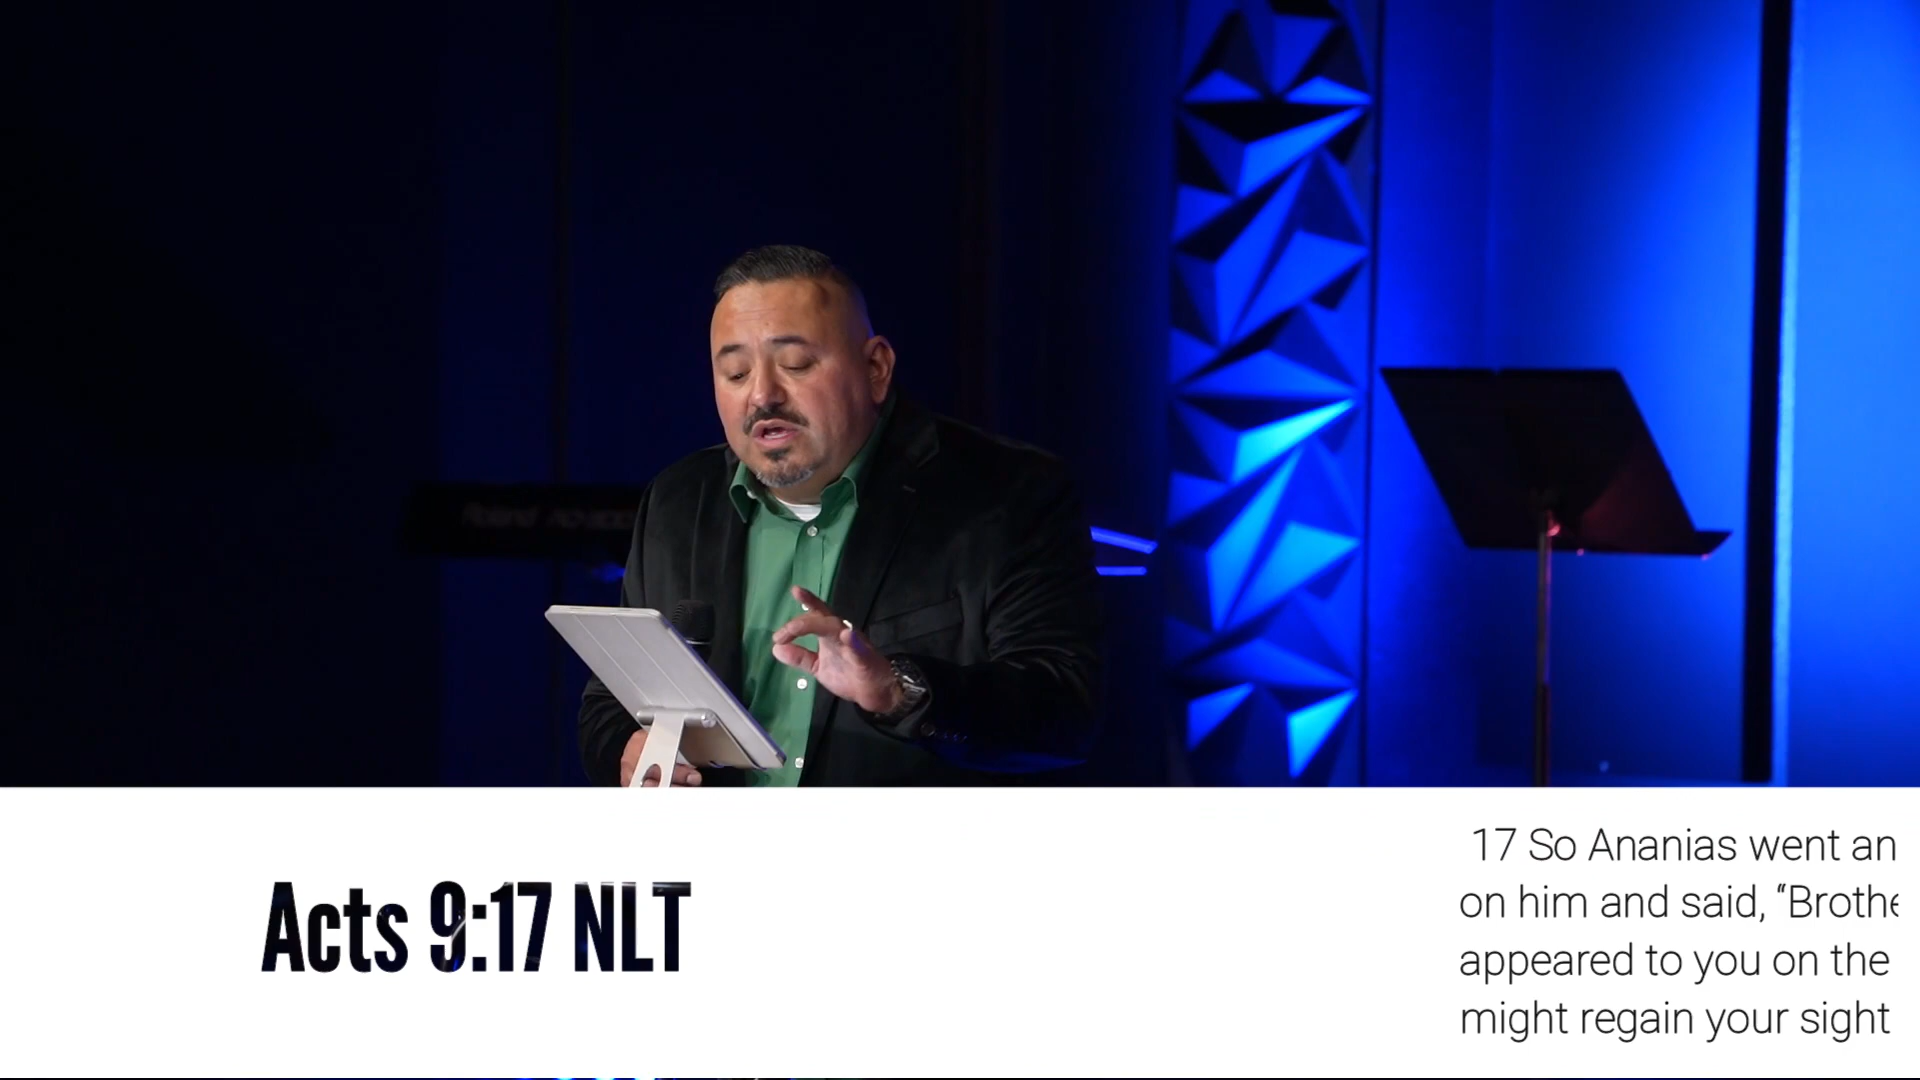 Acts 9:17 NLT
17 So Ananias went an
on him and said, “Brothe
appeared to you on the
might regain your sight